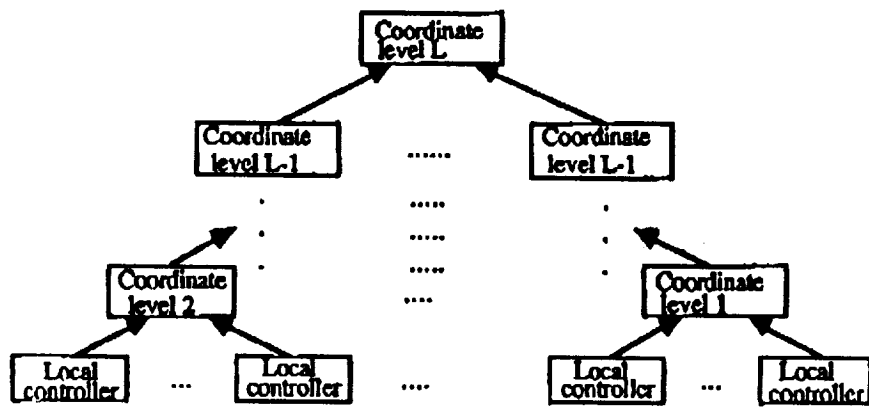 Coordinate
level L
Coordinate
level L-1
......
Coordinate
level L-1
.....
.....
.....
....
Coordinate
level 2
Coordinate
level 1
Local
controller
...
Local
controller
....
Local
controller
...
Local
controller